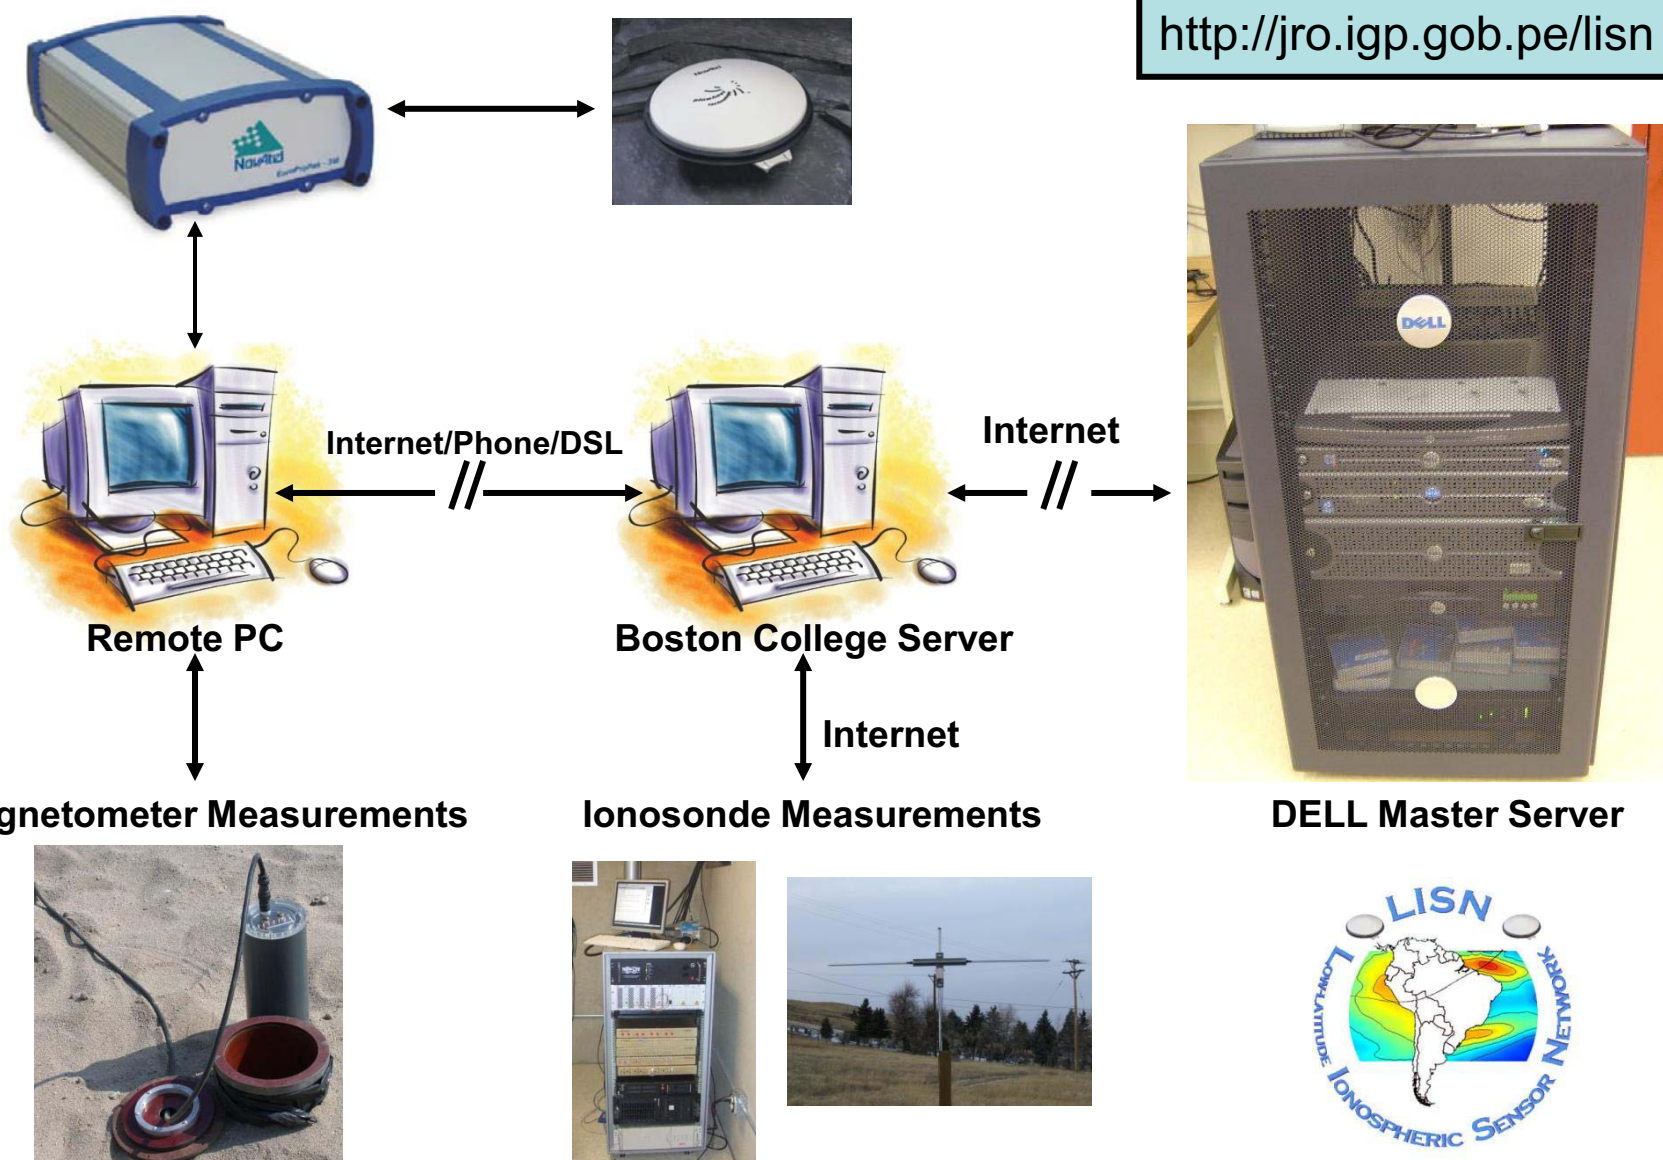 http://jro.igp.gob.pe/lisn
NovAtel
DELL
Internet/Phone/DSL
Internet
Remote PC
Boston College Server
Internet
gnetometer Measurements
Ionosonde Measurements
DELL Master Server
LISN
LOW-LATITUDE IONOSPHERIC SENSOR NETWORK